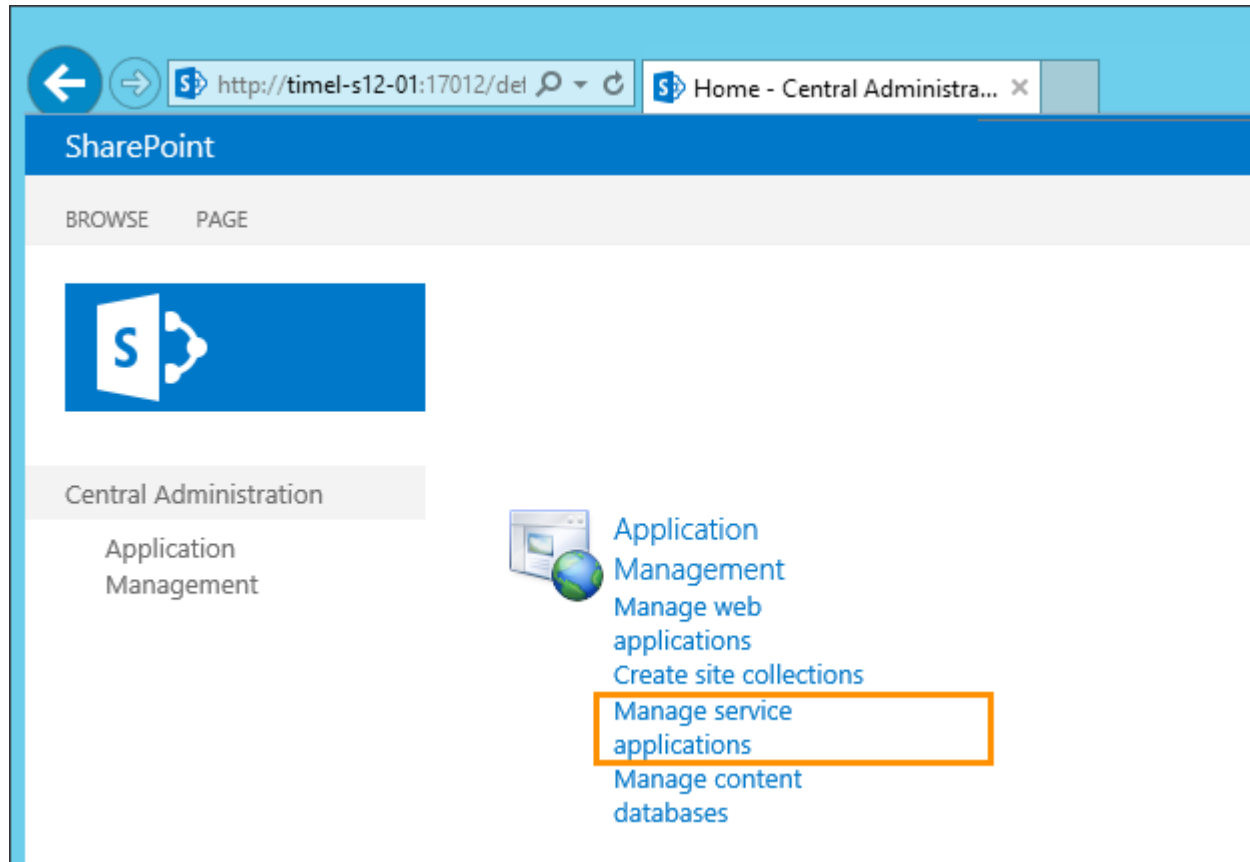 http://timel-s12-01:17012/def
Home - Central Administra...
SharePoint
BROWSE PAGE
S
Central Administration
Application
Management
Application
Management
Manage web
applications
Create site collections
Manage service
applications
Manage content
databases